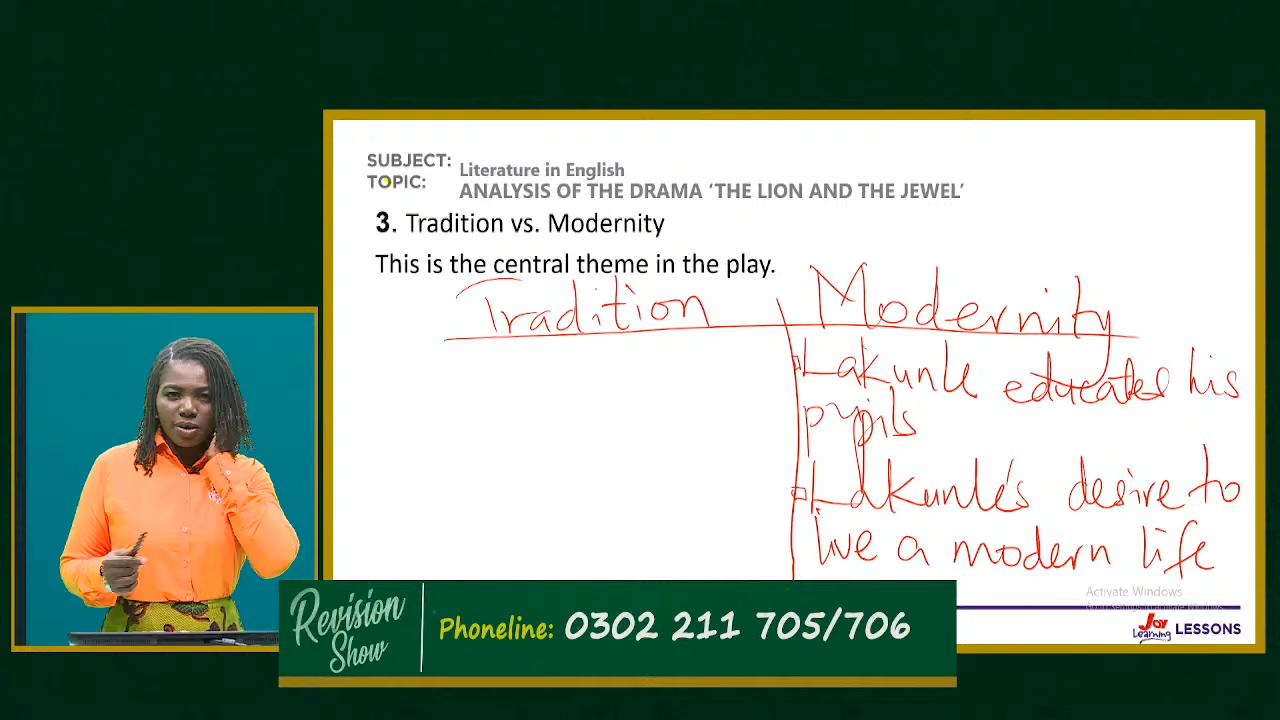 SUBJECT: Literature in English
TOPIC: ANALYSIS OF THE DRAMA ‘THE LION AND THE JEWEL’
3. Tradition vs. Modernity
This is the central theme in the play.
Tradition Modernity
Lakunle educates his
pupils
Lakunle's desire to
live a modern life
Activate Windows
Revision
Show
Phoneline: 0302 211 705/706
Joy
Learning LESSONS